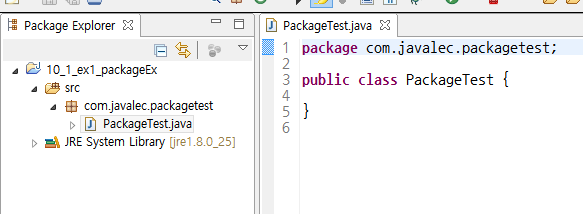 Package Explorer
10_1_ex1_packageEx
src
com.javalec.packagetest
PackageTest.java
JRE System Library [jre1.8.0_25]
PackageTest.java
1 package com.javalec.packagetest;
2
3 public class PackageTest {
4
5 }
6